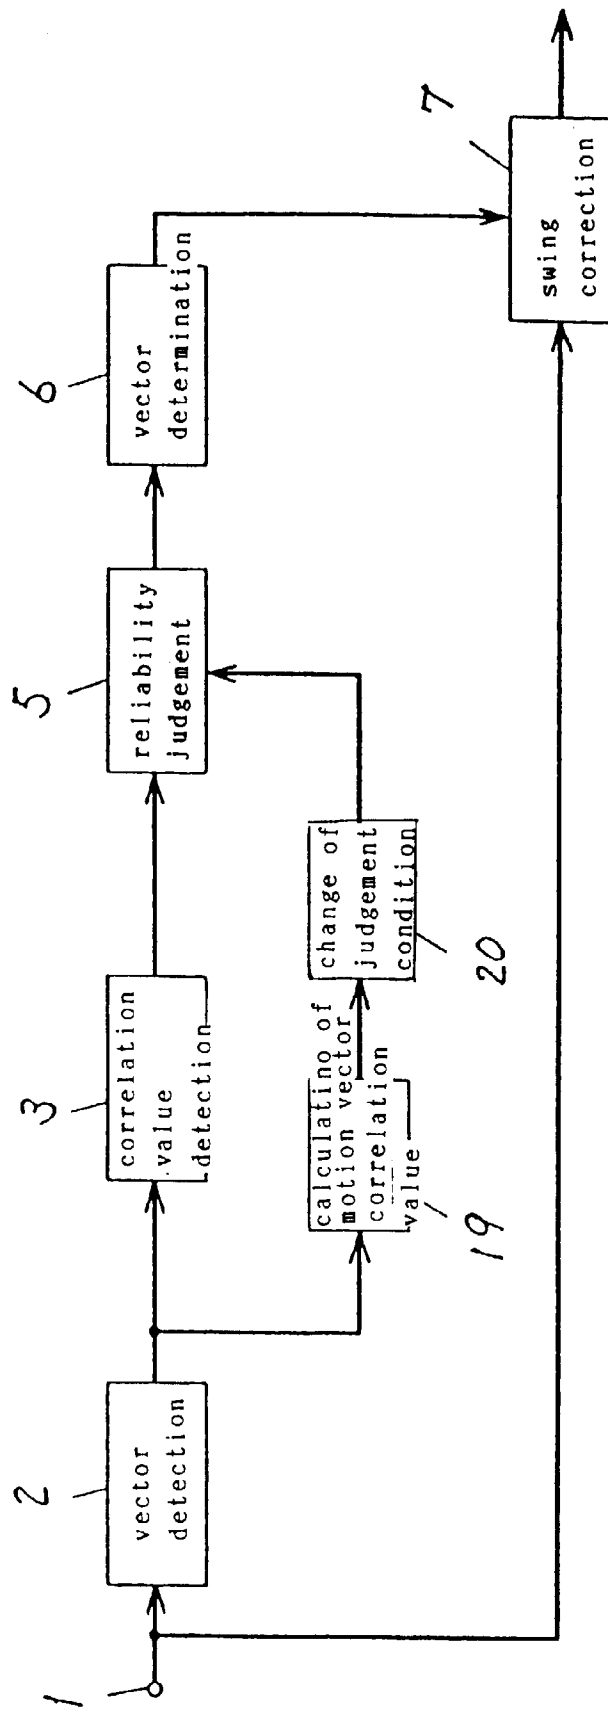 1
2
vector
detection
3
correlation
value
detection
calculatino of
motion vector
correlation
value
19
change of
judgement
condition
20
5
reliability
judgement
6
vector
determination
7
swing
correction